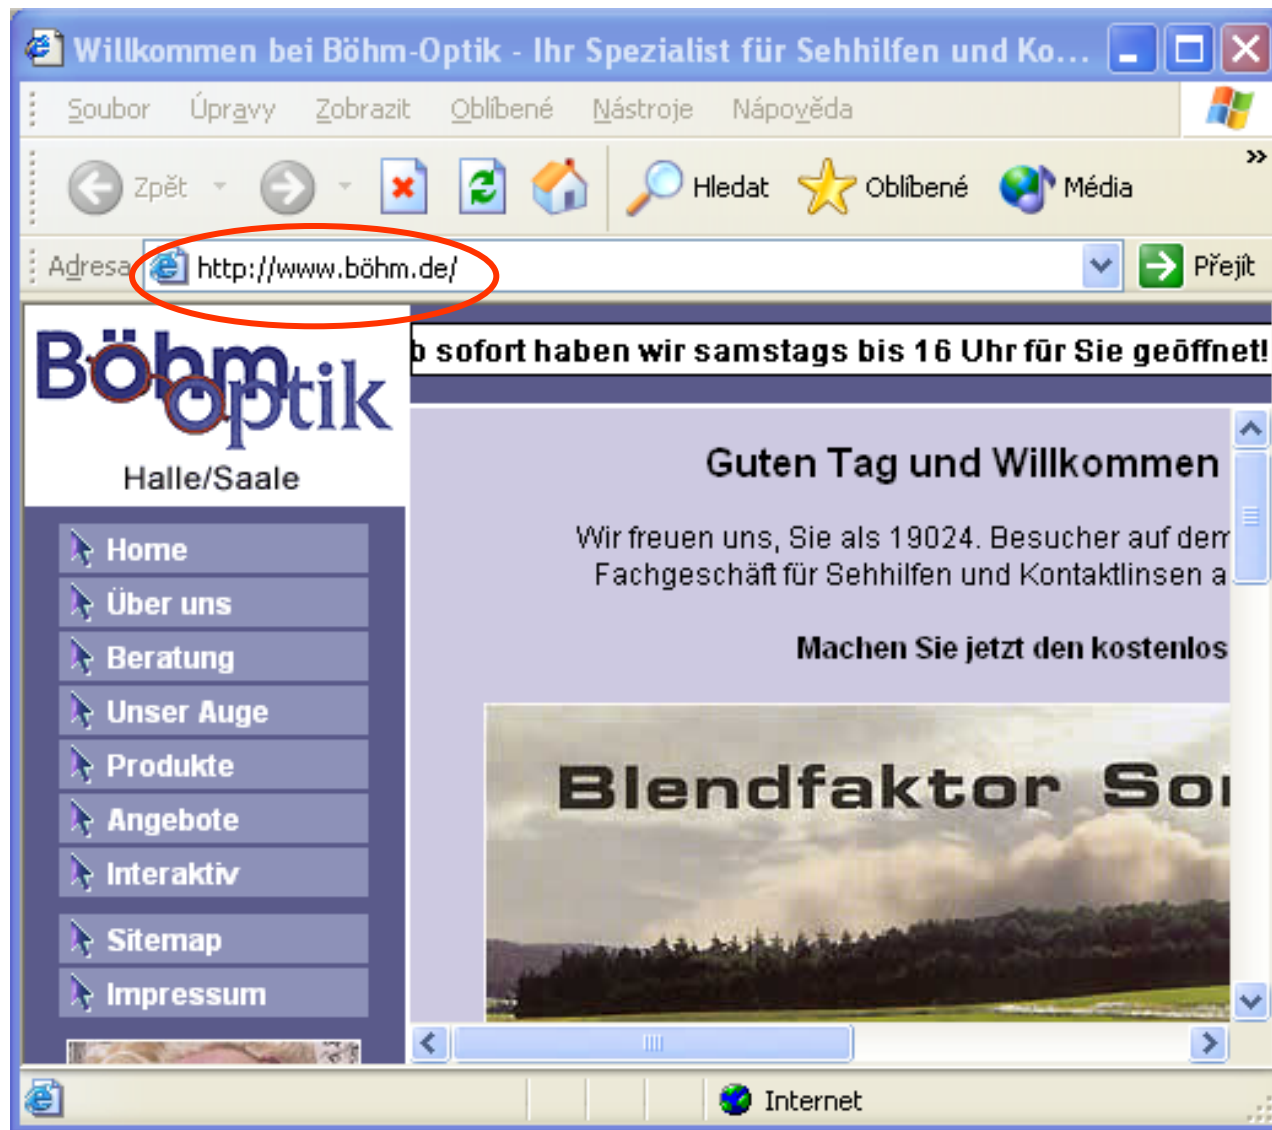 Willkommen bei Böhm-Optik - Ihr Spezialist für Sehhilfen und Ko...
Soubor Úpravy Zobrazit Oblíbené Nástroje Nápověda
Zpět Hledat Oblíbené Média »
Adresa http://www.böhm.de/ Přejít
Böhm optik
Halle/Saale
b sofort haben wir samstags bis 16 Uhr für Sie geöffnet!
Guten Tag und Willkommen
Wir freuen uns, Sie als 19024. Besucher auf dem
Fachgeschäft für Sehhilfen und Kontaktlinsen a
Machen Sie jetzt den kostenlos
Blendfaktor So
Home
Über uns
Beratung
Unser Auge
Produkte
Angebote
Interaktiv
Sitemap
Impressum
Internet